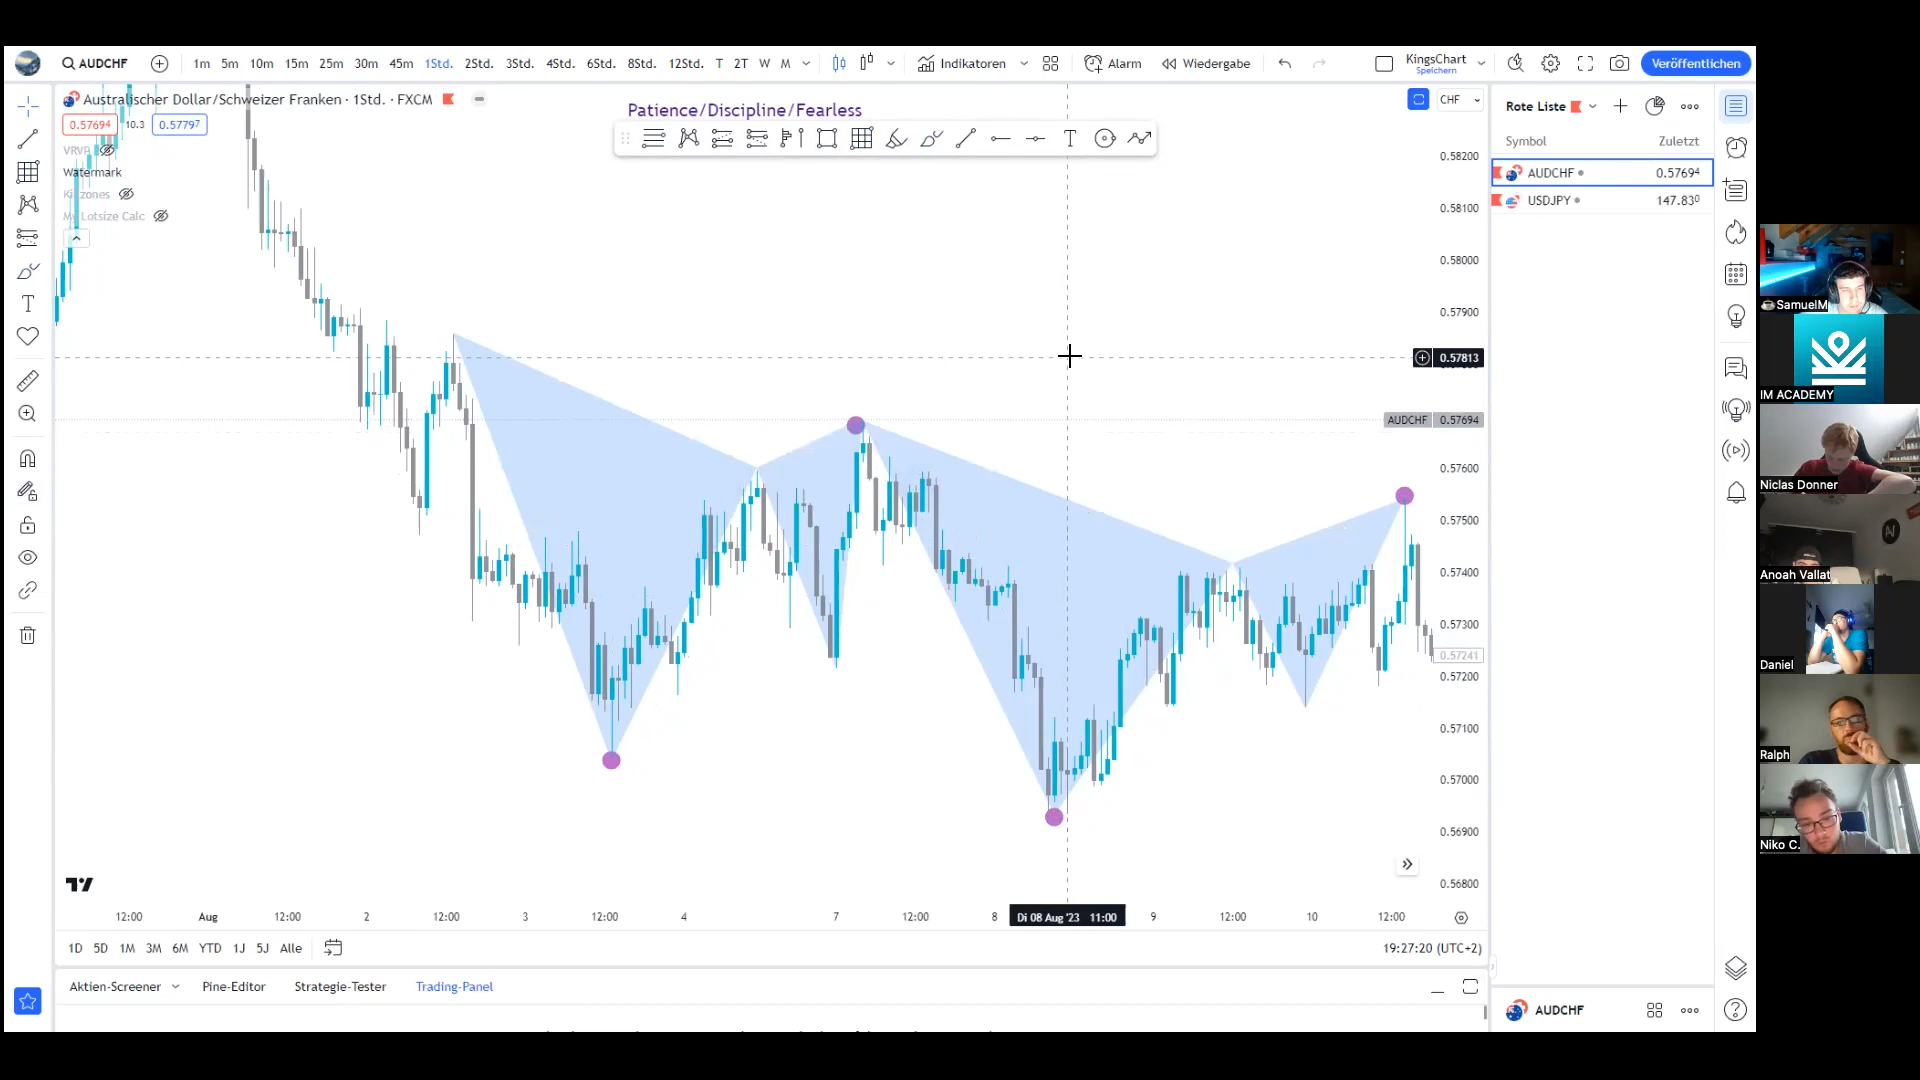 AUDCHF 1m 5m 10m 15m 25m 30m 45m 1Std. 2Std. 3Std. 4Std. 6Std. 8Std. 12Std. T 2T W M Indikatoren Alarm Wiedergabe KingsChart Speichern Veröffentlichen
Australischer Dollar/Schweizer Franken · 1Std. · FXCM
Patience/Discipline/Fearless
CHF
0.57694 10.3 0.57797
VRVP
Watermark
My Lotsize Calc
0.58200
0.58100
0.58000
0.57900
0.57813
AUDCHF 0.57694
0.57600
0.57500
0.57400
0.57300
0.57241
0.57200
0.57100
0.57000
0.56900
0.56800
12:00 Aug 12:00 2 12:00 3 12:00 4 7 12:00 8 Di 08 Aug '23 11:00 9 12:00 10 12:00
1D 5D 1M 3M 6M YTD 1J 5J Alle
19:27:20 (UTC+2)
Aktien-Screener Pine-Editor Strategie-Tester Trading-Panel
Rote Liste
Symbol Zuletzt
AUDCHF 0.57694
USDJPY 147.830
AUDCHF
SamuelM
IM ACADEMY
Niclas Donner
Anoah Vallat
Daniel
Ralph
Niko C.